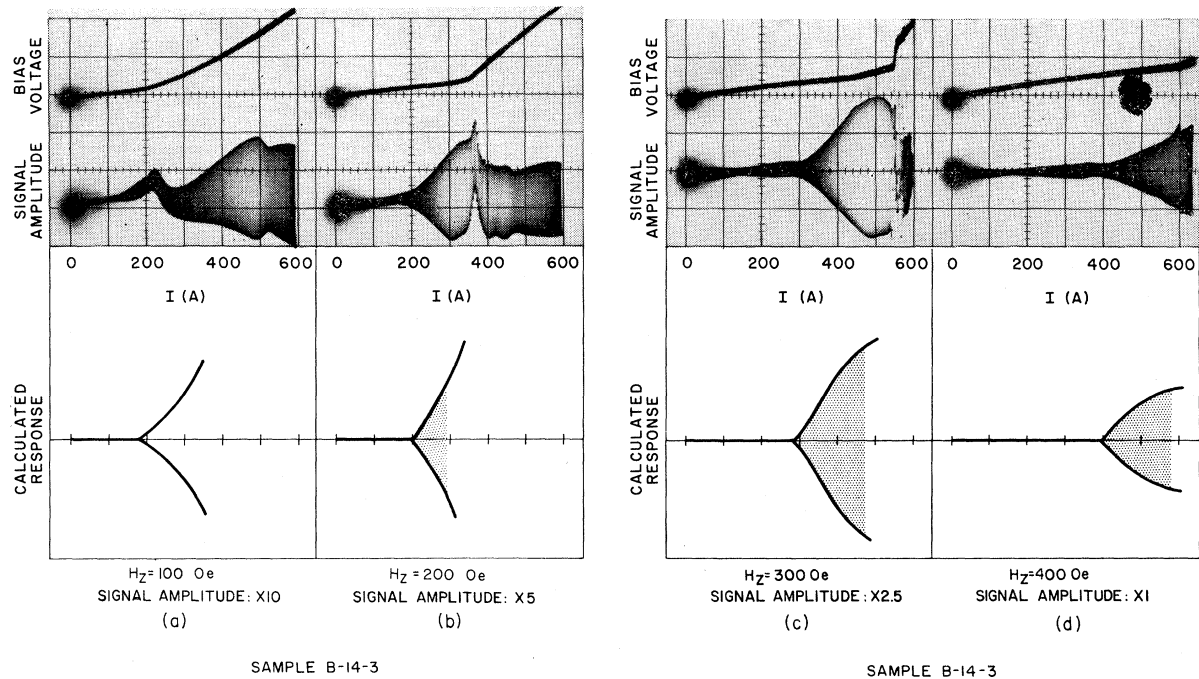 BIAS
VOLTAGE
SIGNAL
AMPLITUDE
0 200 400 600
0 200 400 600
I (A)
I (A)
CALCULATED
RESPONSE
Hz=100 Oe
SIGNAL AMPLITUDE: X10
(a)
Hz=200 Oe
SIGNAL AMPLITUDE: X5
(b)
SAMPLE B-14-3
BIAS
VOLTAGE
SIGNAL
AMPLITUDE
0 200 400 600
0 200 400 600
I (A)
I (A)
CALCULATED
RESPONSE
Hz=300 Oe
SIGNAL AMPLITUDE: X2.5
(c)
Hz=400 Oe
SIGNAL AMPLITUDE: X1
(d)
SAMPLE B-14-3